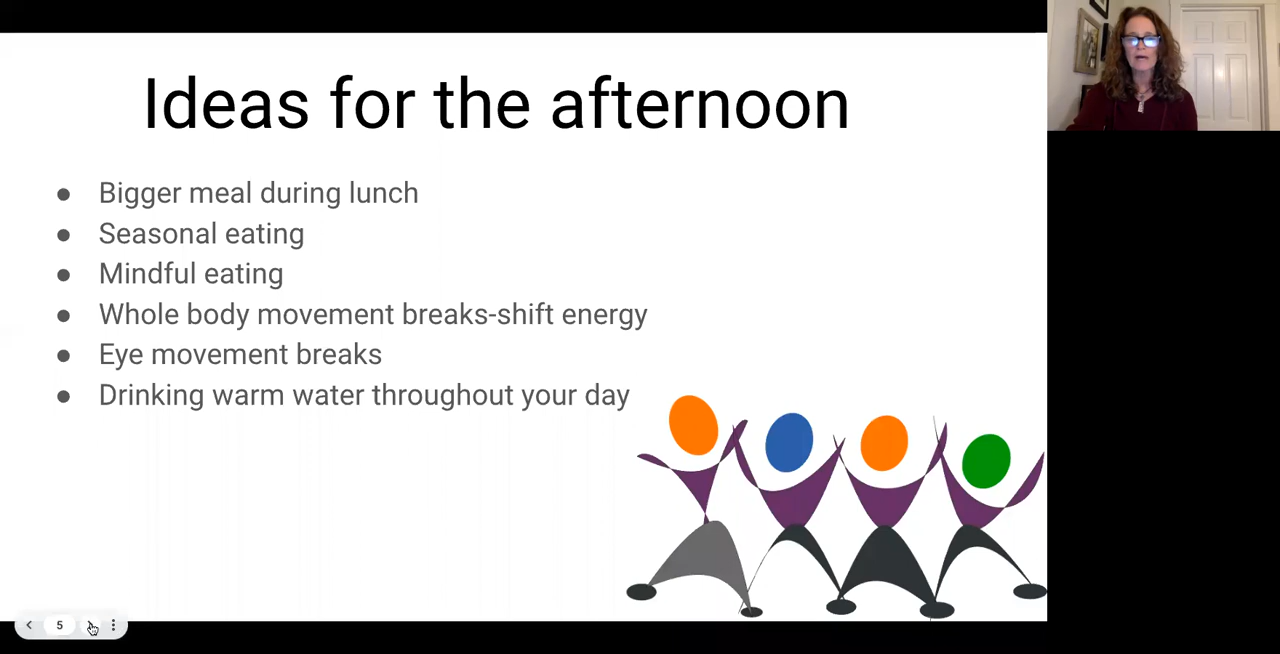 Ideas for the afternoon
● Bigger meal during lunch
● Seasonal eating
● Mindful eating
● Whole body movement breaks-shift energy
● Eye movement breaks
● Drinking warm water throughout your day
5